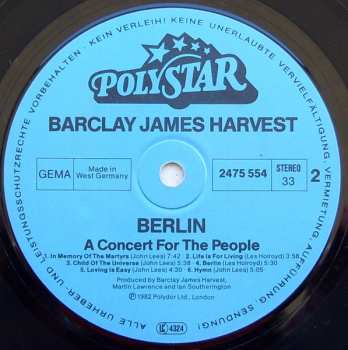 ALLE URHEBER- UND LEISTUNGSSCHUTZRECHTE VORBEHALTEN - KEIN VERLEIH! KEINE UNERLAUBTE VERVIELFÄLTIGUNG, VERMIETUNG, AUFFÜHRUNG, SENDUNG!
POLYSTAR
BARCLAY JAMES HARVEST
GEMA Made in West Germany 2475 554 STEREO 33 2
BERLIN
A Concert For The People
1. In Memory Of The Martyrs (John Lees) 7:42 2. Life Is For Living (Les Holroyd) 3:58
3. Child Of The Universe (John Lees) 4. Berlin (Les Holroyd)
5. Loving Is Easy (John Lees) 4:30 6. Hymn (John Lees) 5:05
Produced by Barclay James Harvest,
Martin Lawrence and Ian Southerington
℗ 1982 Polydor Ltd., London
LC 4324